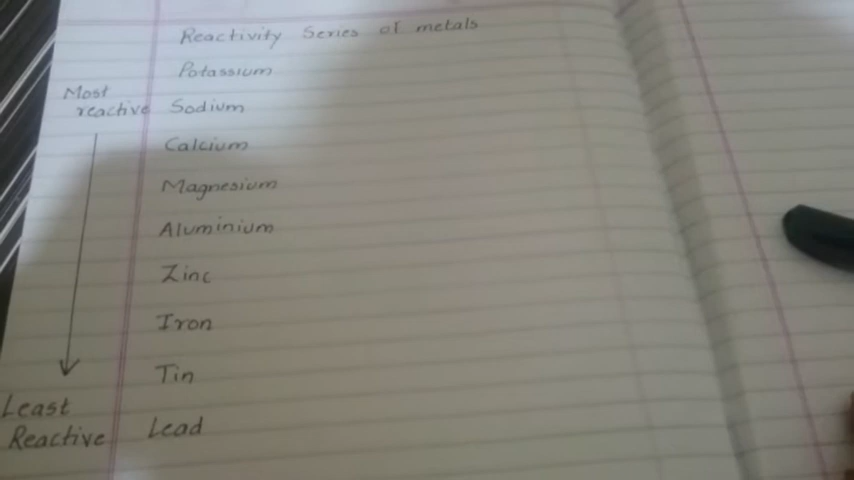 Reactivity Series of metals
Potassium
Most
reactive
Sodium
Calcium
Magnesium
Aluminium
Zinc
Iron
Tin
Least
Reactive
Lead